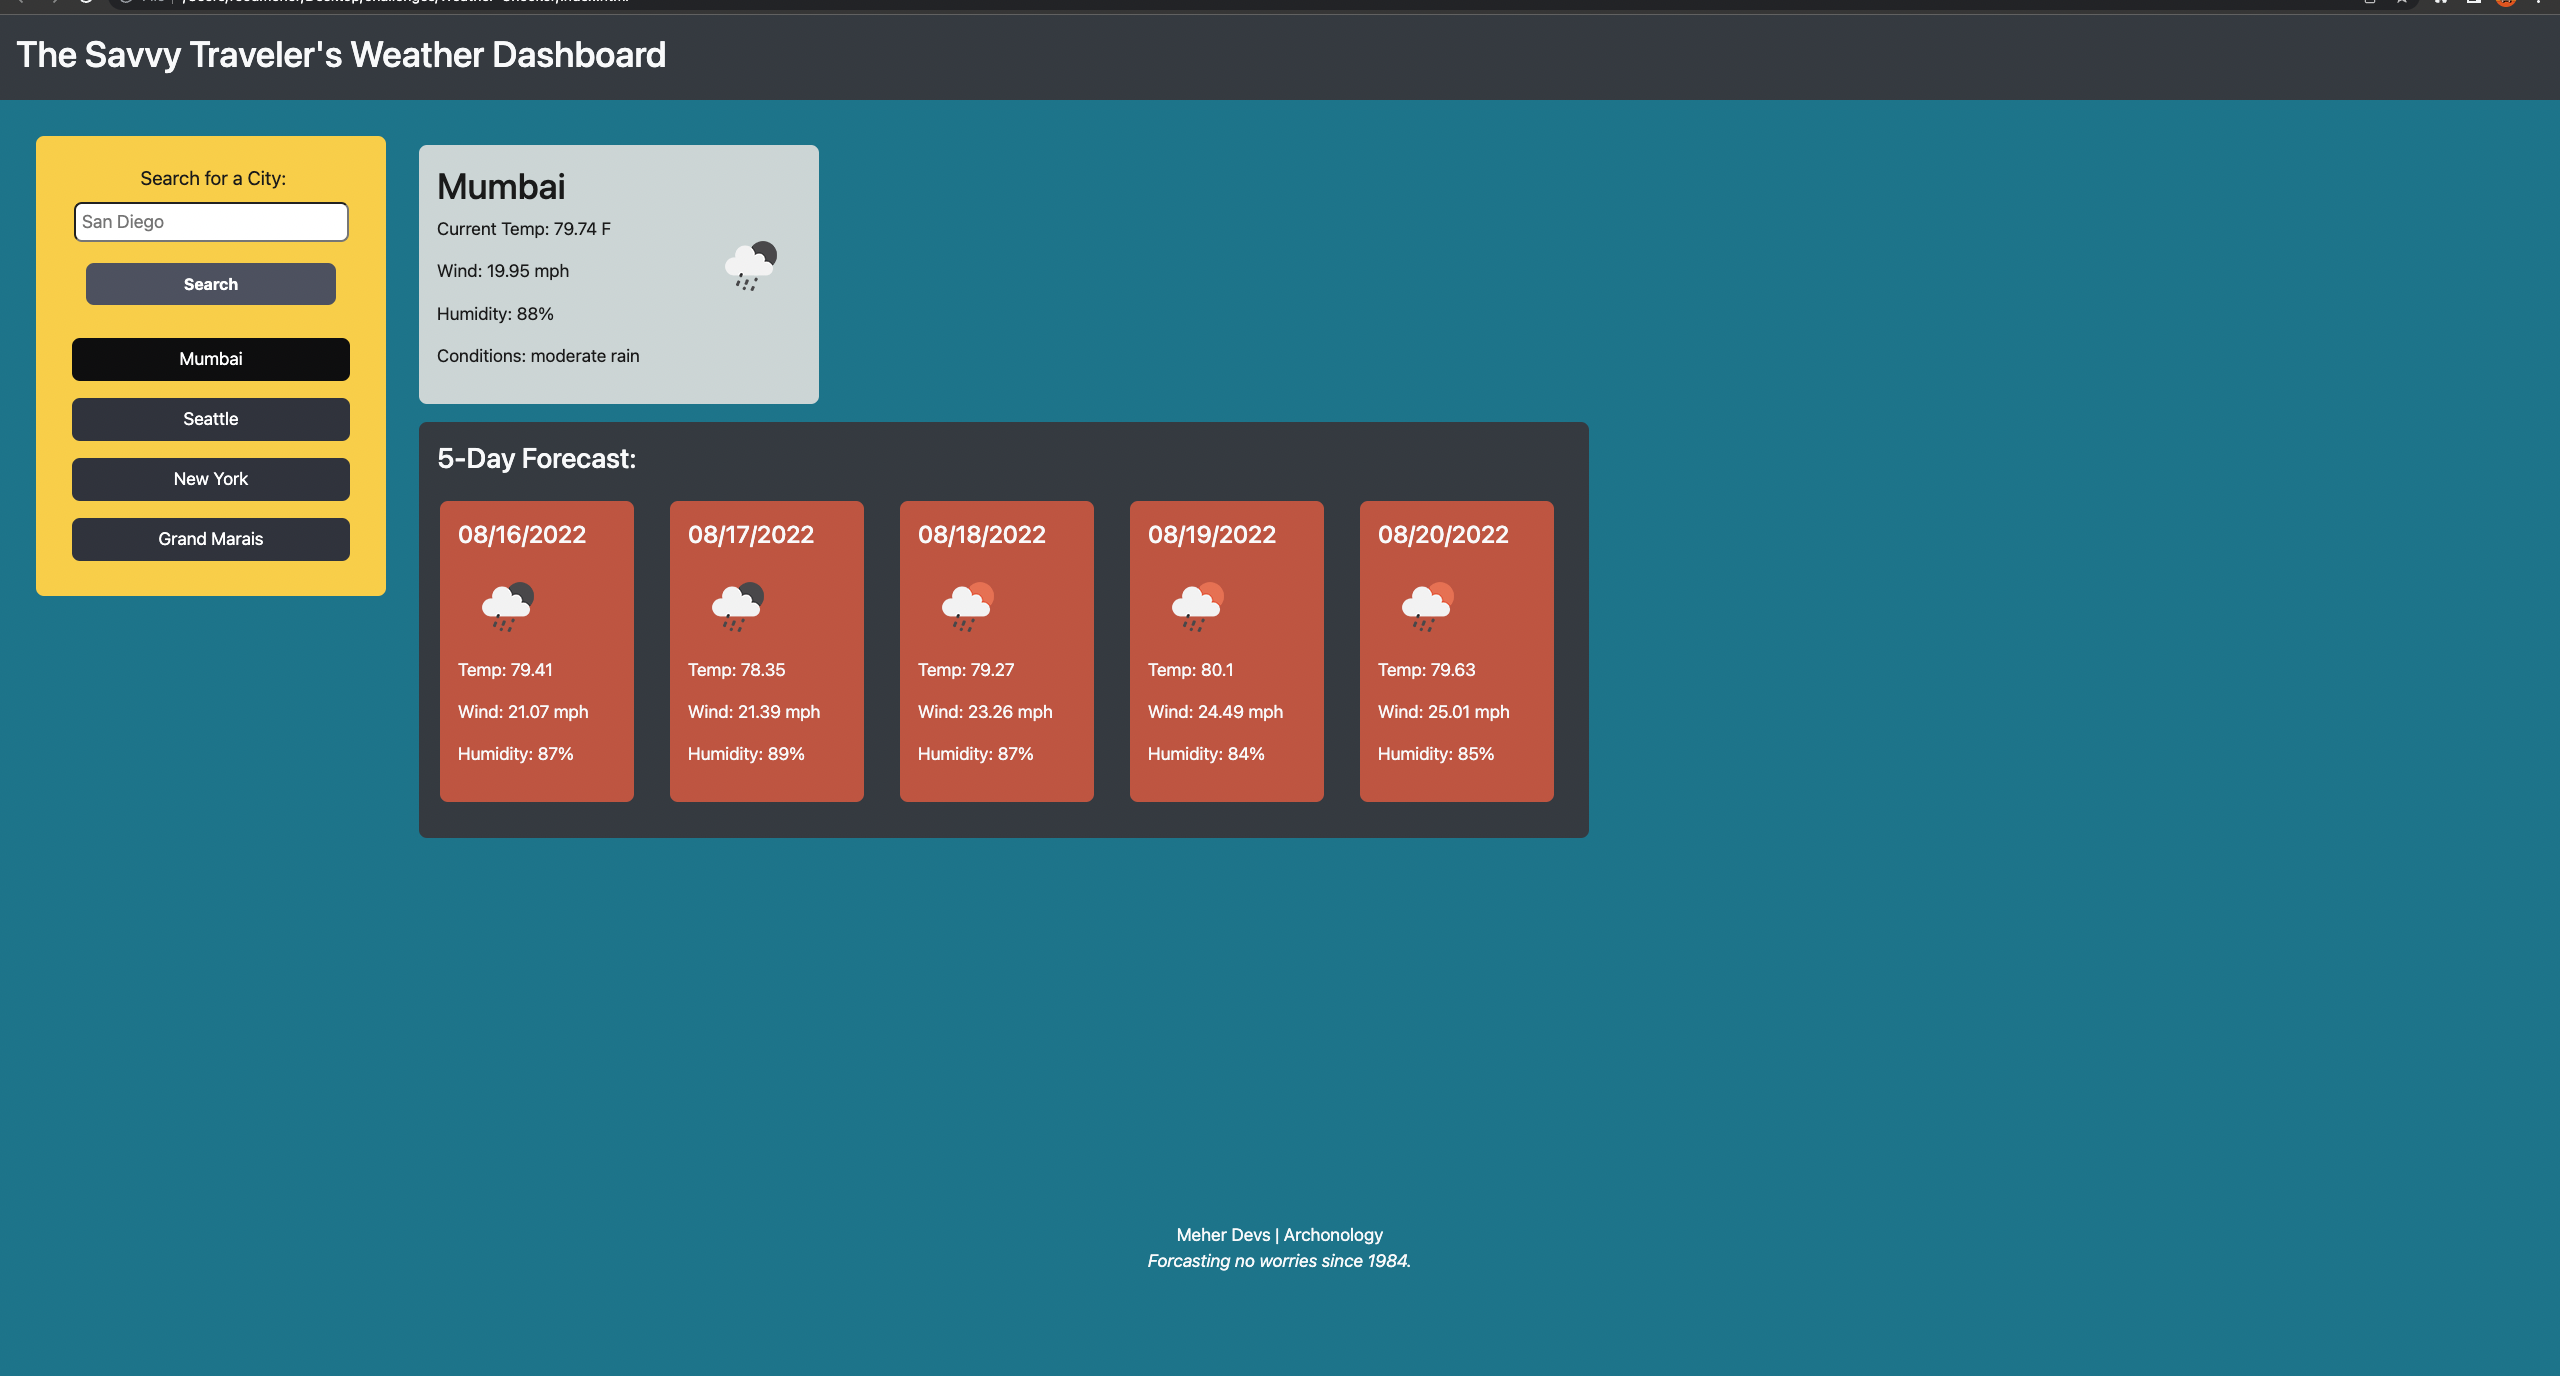 The Savvy Traveler's Weather Dashboard
Search for a City:
San Diego
Search
Mumbai
Seattle
New York
Grand Marais
Mumbai
Current Temp: 79.74 F
Wind: 19.95 mph
Humidity: 88%
Conditions: moderate rain
5-Day Forecast:
08/16/2022
Temp: 79.41
Wind: 21.07 mph
Humidity: 87%
08/17/2022
Temp: 78.35
Wind: 21.39 mph
Humidity: 89%
08/18/2022
Temp: 79.27
Wind: 23.26 mph
Humidity: 87%
08/19/2022
Temp: 80.1
Wind: 24.49 mph
Humidity: 84%
08/20/2022
Temp: 79.63
Wind: 25.01 mph
Humidity: 85%
Meher Devs | Archonology
Forcasting no worries since 1984.